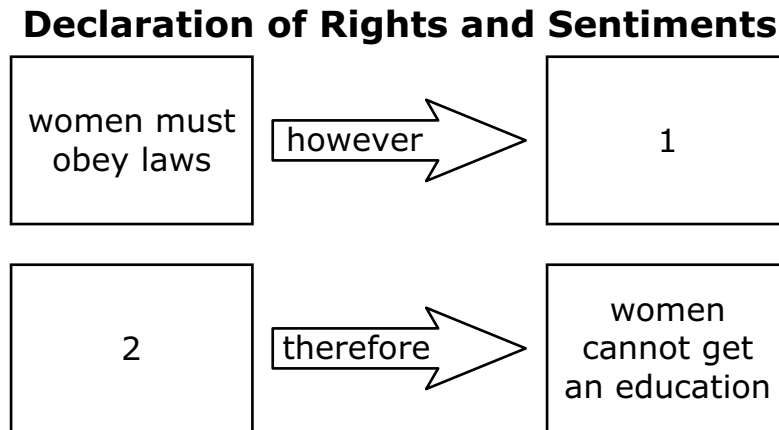 Declaration of Rights and Sentiments
women must
obey laws
however
1
2
therefore
women
cannot get
an education